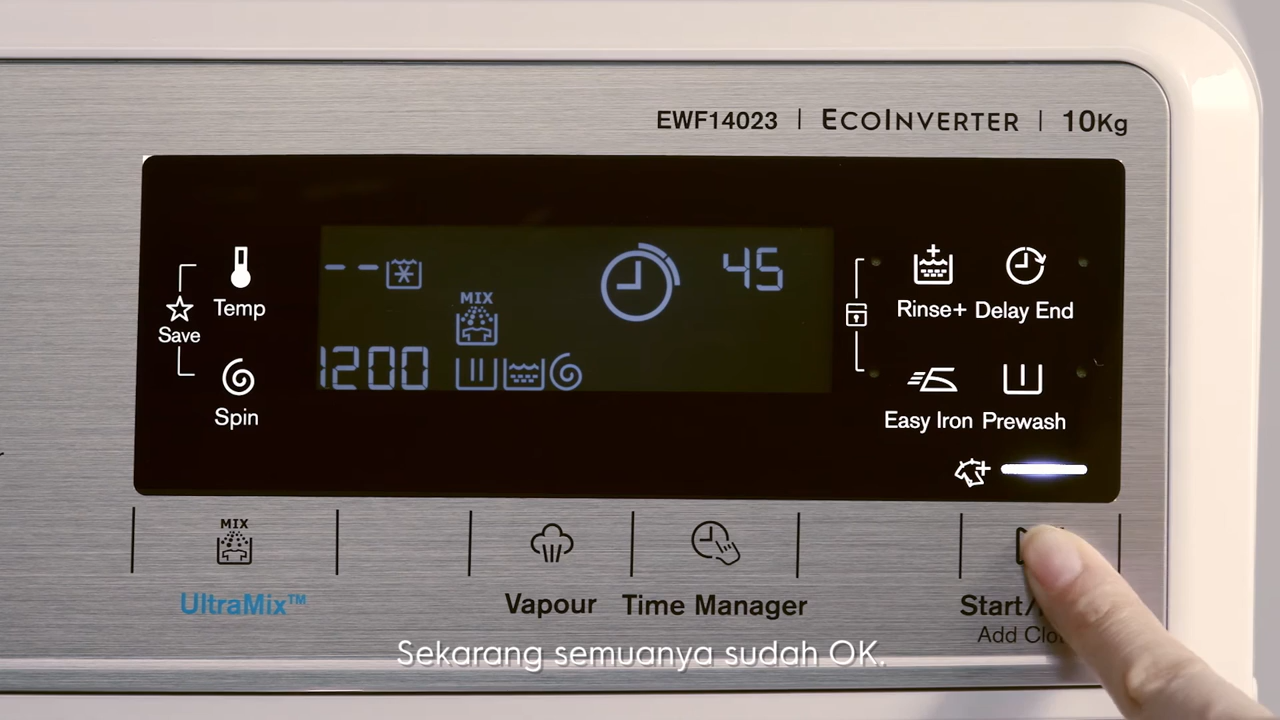 EWF14023 | ECOINVERTER | 10Kg
Temp
Save
Spin
-- 45
MIX
1200
Rinse+ Delay End
Easy Iron Prewash
MIX
UltraMix™
Vapour
Time Manager
Start/
Add
Sekarang semuanya sudah OK.